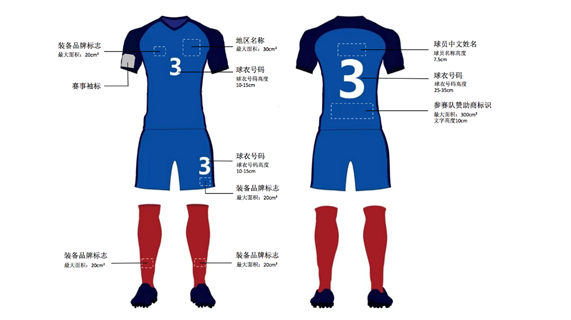 装备品牌标志
最大面积：20cm²
赛事袖标
地区名称
最大面积：30cm²
3
球衣号码
球衣号码高度
10-15cm
3
球衣号码
球衣号码高度
10-15cm
装备品牌标志
最大面积：20cm²
装备品牌标志
最大面积：20cm²
装备品牌标志
最大面积：20cm²
球员中文姓名
球员名称高度
7.5cm
3
球衣号码
球衣号码高度
25-35cm
参赛队赞助商标识
最大面积：300cm²
文字高度10cm